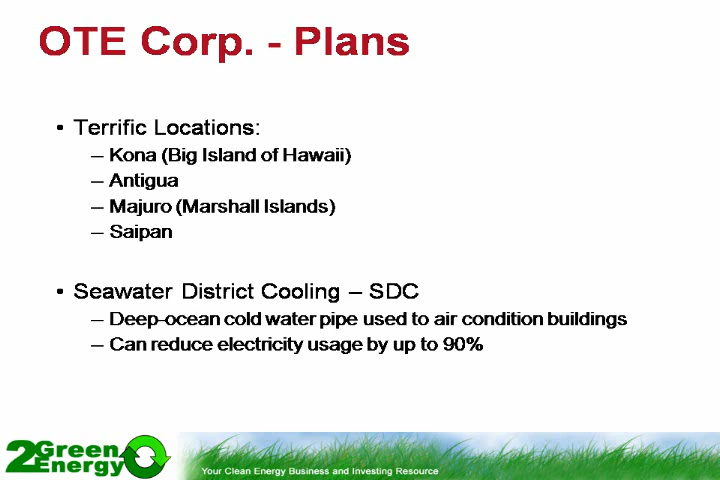 OTE Corp. - Plans
• Terrific Locations:
– Kona (Big Island of Hawaii)
– Antigua
– Majuro (Marshall Islands)
– Saipan
• Seawater District Cooling – SDC
– Deep-ocean cold water pipe used to air condition buildings
– Can reduce electricity usage by up to 90%
2Green
Energy
Your Clean Energy Business and Investing Resource